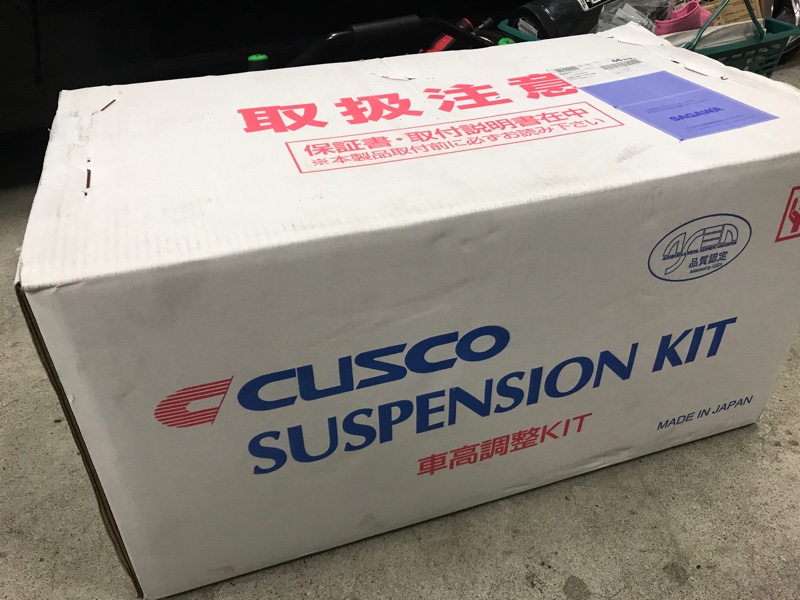 取扱注意
保証書・取付説明書在中
※本製品取付前に必ずお読み下さい
SAGAWA
品質認定
CUSCO
SUSPENSION KIT
車高調整KIT
MADE IN JAPAN